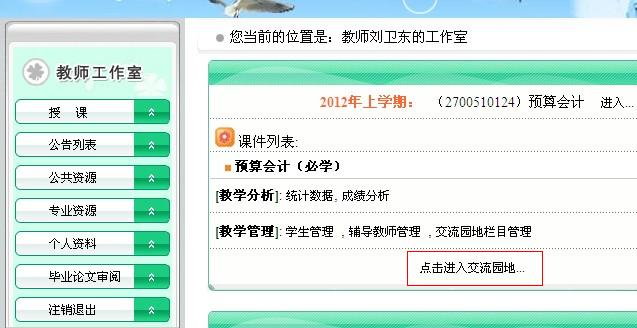 您当前的位置是：教师刘卫东的工作室
教师工作室
授 课
公告列表
公共资源
专业资源
个人资料
毕业论文审阅
注销退出
2012年上学期： （2700510124）预算会计 进入...
课件列表:
预算会计（必学）
[教学分析]: 统计数据, 成绩分析
[教学管理]: 学生管理 , 辅导教师管理 , 交流园地栏目管理
点击进入交流园地...